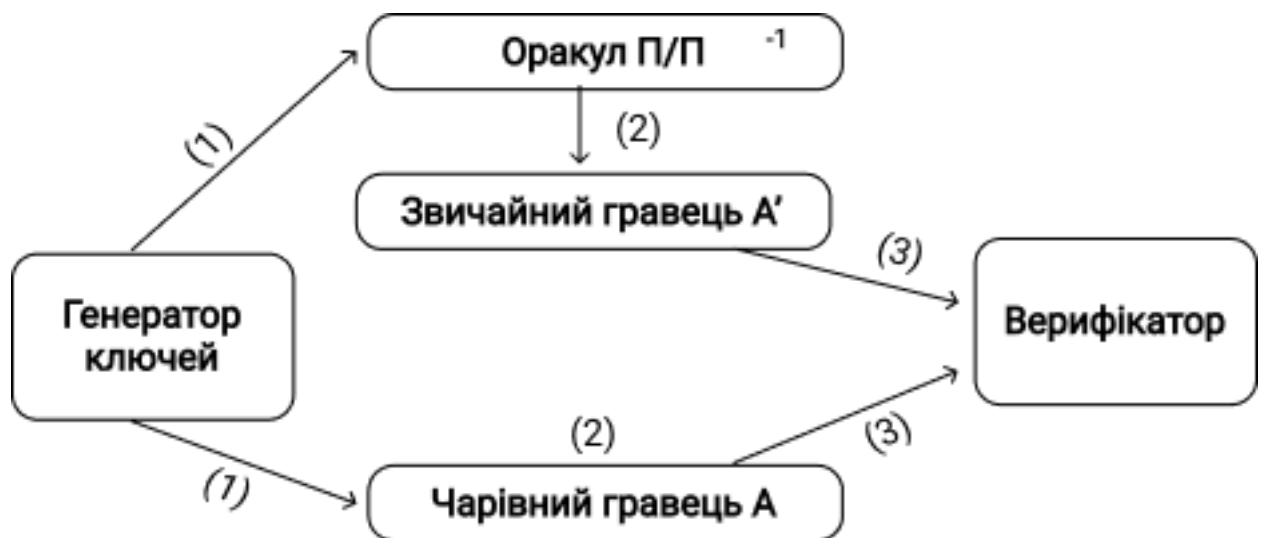 Оракул П/П -1
(1)
(2)
Звичайний гравець А’
(3)
Генератор
ключей
Верифікатор
(2)
(1)
(3)
Чарівний гравець А